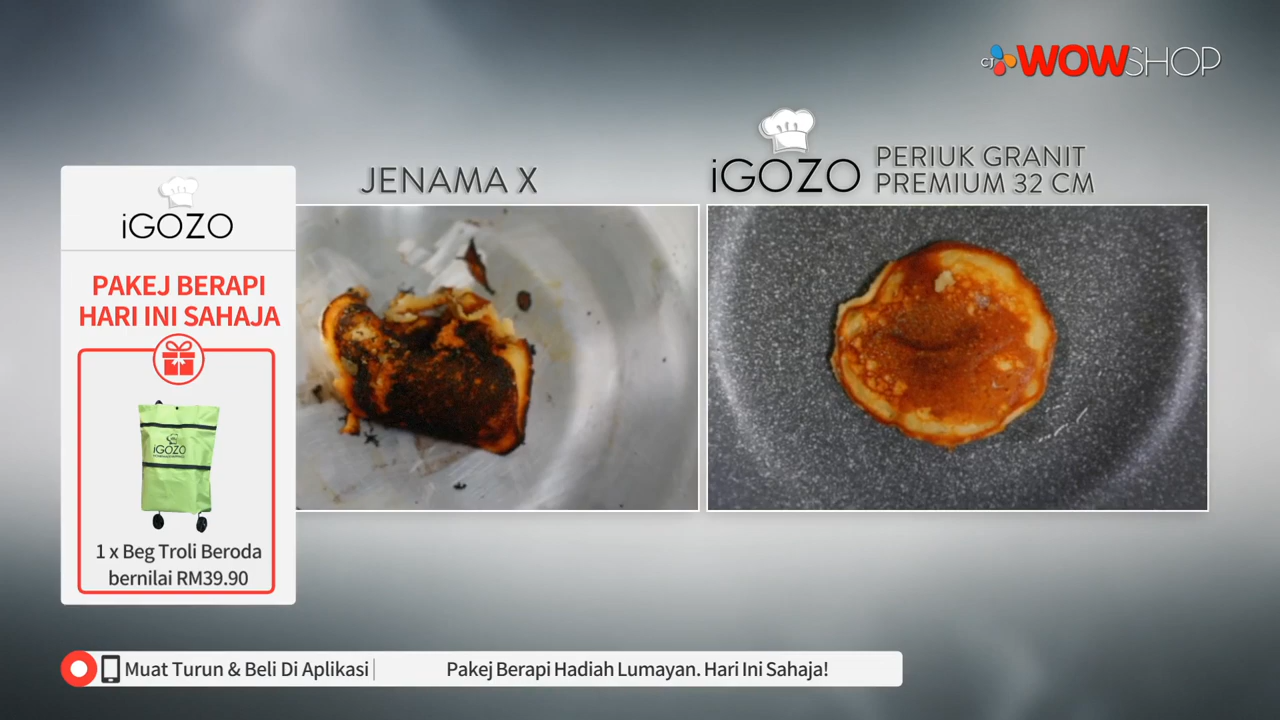 CJ WOWSHOP
iGOZO
PAKEJ BERAPI
HARI INI SAHAJA
iGOZO
1 x Beg Troli Beroda
bernilai RM39.90
JENAMA X
iGOZO
PERIUK GRANIT
PREMIUM 32 CM
Muat Turun & Beli Di Aplikasi
Pakej Berapi Hadiah Lumayan. Hari Ini Sahaja!